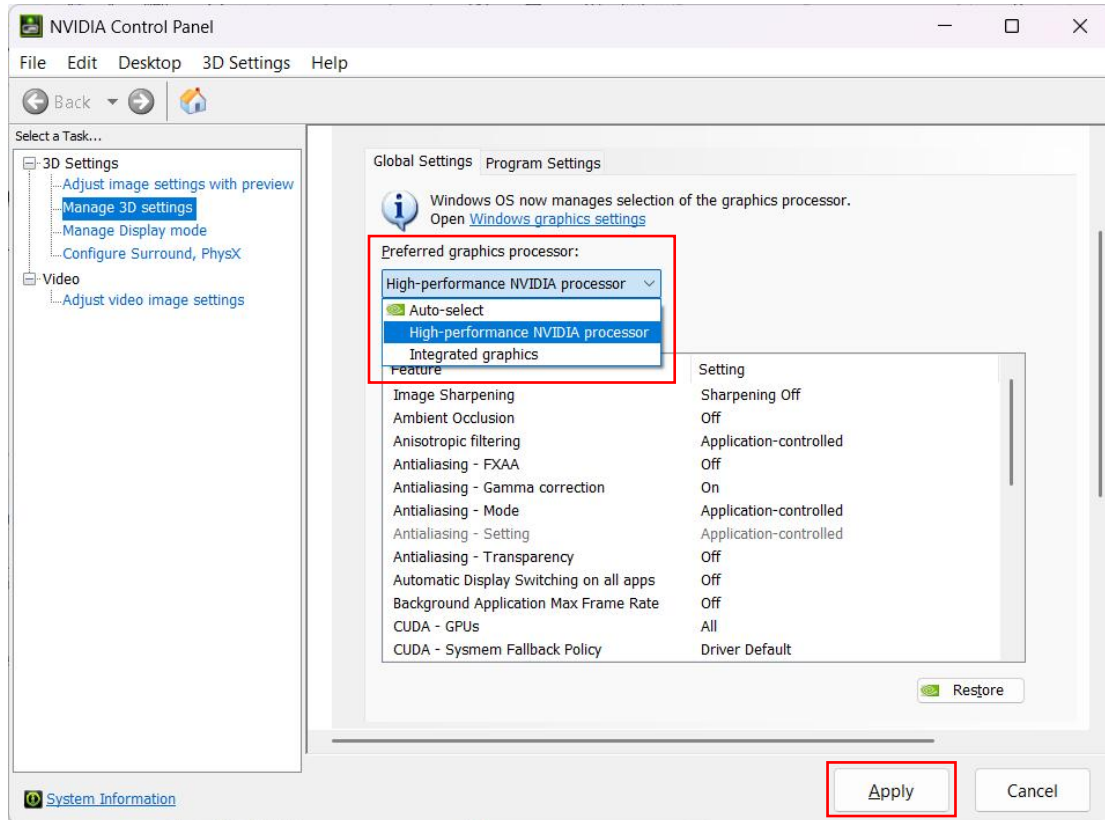 NVIDIA Control Panel
File Edit Desktop 3D Settings Help
Back
Select a Task...
3D Settings
Adjust image settings with preview
Manage 3D settings
Manage Display mode
Configure Surround, PhysX
Video
Adjust video image settings
System Information
Global Settings Program Settings
Windows OS now manages selection of the graphics processor.
Open Windows graphics settings
Preferred graphics processor:
High-performance NVIDIA processor
Auto-select
High-performance NVIDIA processor
Integrated graphics
Feature Setting
Image Sharpening Sharpening Off
Ambient Occlusion Off
Anisotropic filtering Application-controlled
Antialiasing - FXAA Off
Antialiasing - Gamma correction On
Antialiasing - Mode Application-controlled
Antialiasing - Setting Application-controlled
Antialiasing - Transparency Off
Automatic Display Switching on all apps Off
Background Application Max Frame Rate Off
CUDA - GPUs All
CUDA - Sysmem Fallback Policy Driver Default
Restore
Apply Cancel